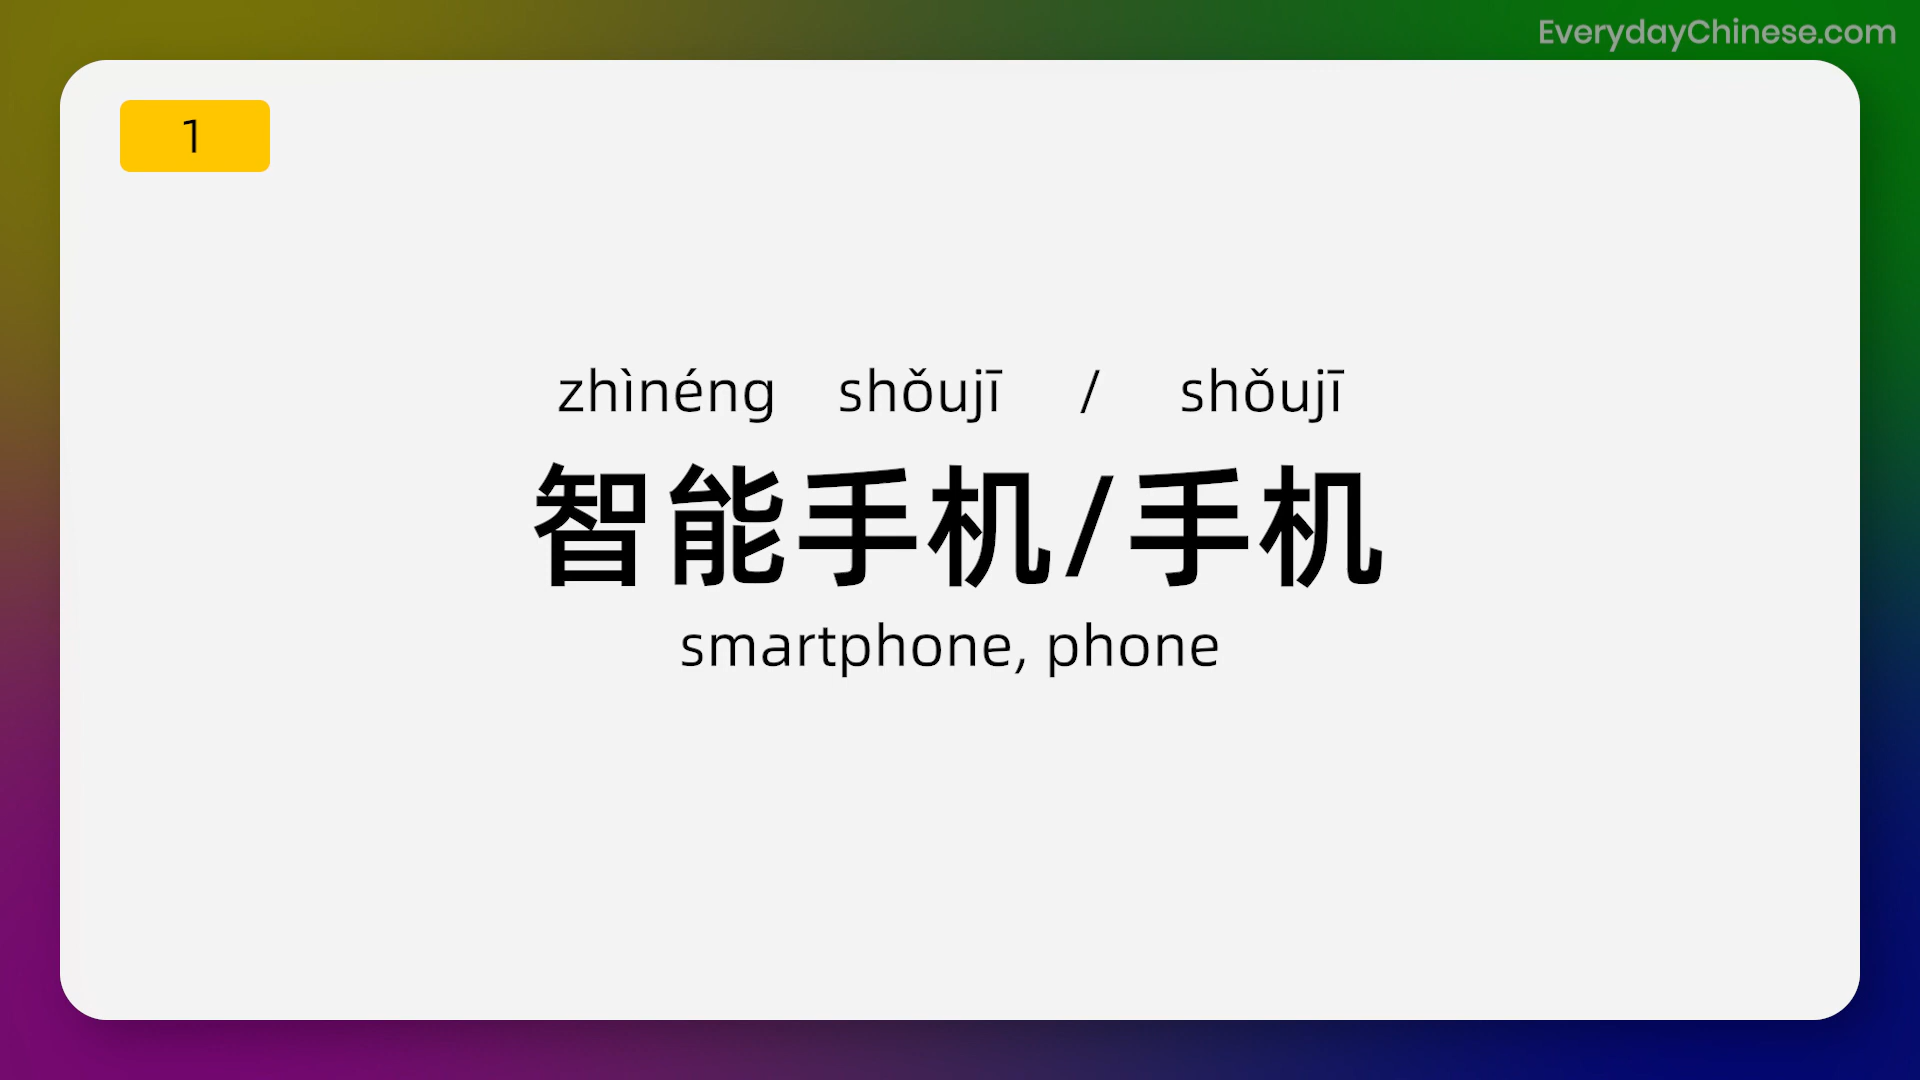 EverydayChinese.com
1
zhìnéng shǒujī / shǒujī
智能手机/手机
smartphone, phone